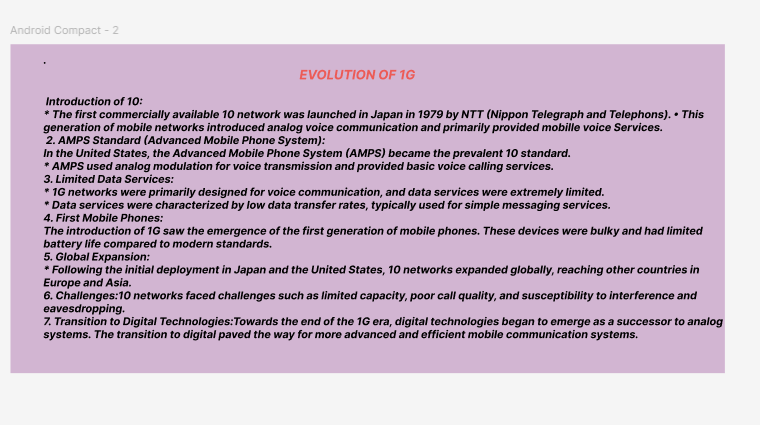 Android Compact - 2
.
EVOLUTION OF 1G
Introduction of 10:
* The first commercially available 10 network was launched in Japan in 1979 by NTT (Nippon Telegraph and Telephons). • This
generation of mobile networks introduced analog voice communication and primarily provided mobille voice Services.
2. AMPS Standard (Advanced Mobile Phone System):
In the United States, the Advanced Mobile Phone System (AMPS) became the prevalent 10 standard.
* AMPS used analog modulation for voice transmission and provided basic voice calling services.
3. Limited Data Services:
* 1G networks were primarily designed for voice communication, and data services were extremely limited.
* Data services were characterized by low data transfer rates, typically used for simple messaging services.
4. First Mobile Phones:
The introduction of 1G saw the emergence of the first generation of mobile phones. These devices were bulky and had limited
battery life compared to modern standards.
5. Global Expansion:
* Following the initial deployment in Japan and the United States, 10 networks expanded globally, reaching other countries in
Europe and Asia.
6. Challenges:10 networks faced challenges such as limited capacity, poor call quality, and susceptibility to interference and
eavesdropping.
7. Transition to Digital Technologies:Towards the end of the 1G era, digital technologies began to emerge as a successor to analog
systems. The transition to digital paved the way for more advanced and efficient mobile communication systems.